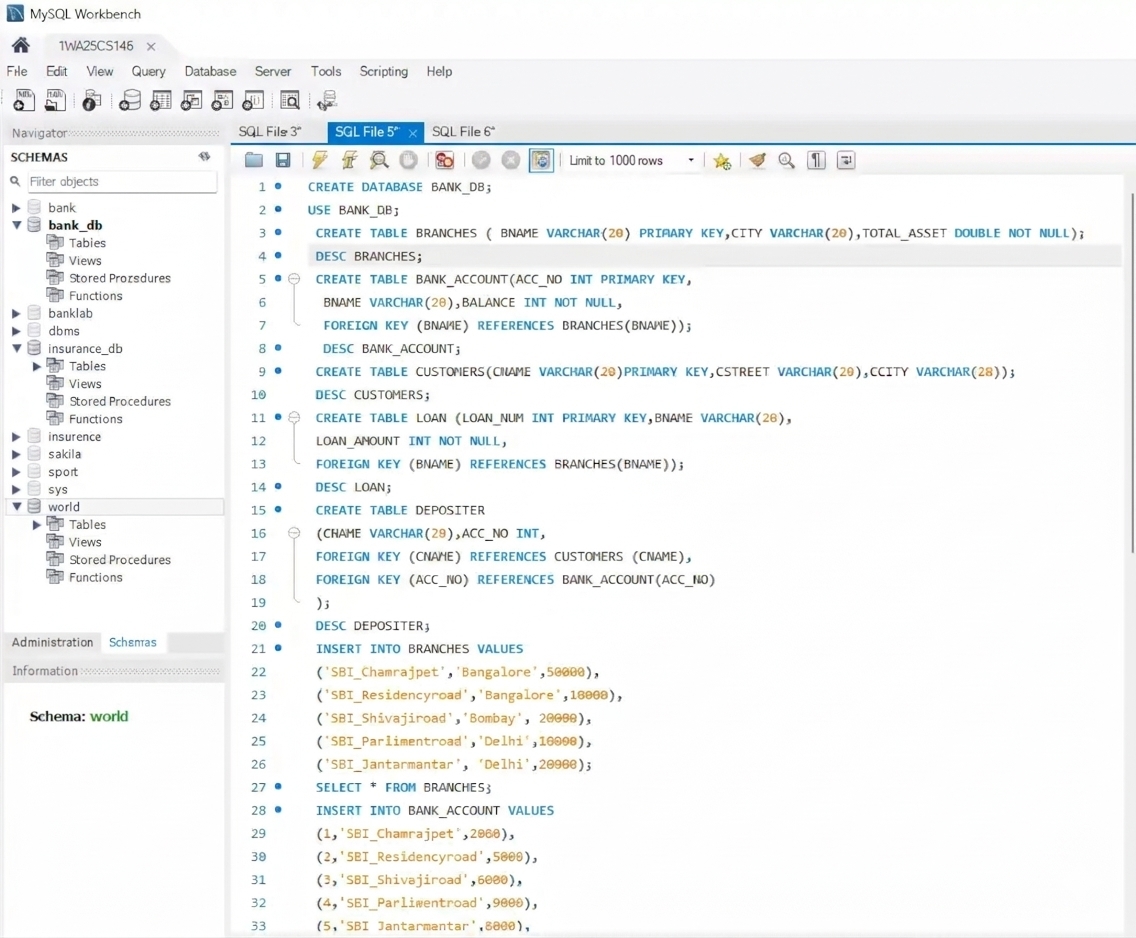 MySQL Workbench
1WA25CS146
File Edit View Query Database Server Tools Scripting Help
Navigator
SCHEMAS
Filter objects
bank
bank_db
Tables
Views
Stored Prozsdures
Functions
banklab
dbms
insurance_db
Tables
Views
Stored Procedures
Functions
insurence
sakila
sport
sys
world
Tables
Views
Stored Procedures
Functions
Administration Schemas
Information
Schema: world
SQL File 3* SQL File 5* SQL File 6*
Limit to 1000 rows
1 CREATE DATABASE BANK_DB;
2 USE BANK_DB;
3 CREATE TABLE BRANCHES ( BNAME VARCHAR(20) PRIMARY KEY,CITY VARCHAR(20),TOTAL_ASSET DOUBLE NOT NULL);
4 DESC BRANCHES;
5 CREATE TABLE BANK_ACCOUNT(ACC_NO INT PRIMARY KEY,
6 BNAME VARCHAR(20),BALANCE INT NOT NULL,
7 FOREIGN KEY (BNAME) REFERENCES BRANCHES(BNAME));
8 DESC BANK_ACCOUNT;
9 CREATE TABLE CUSTOMERS(CNAME VARCHAR(20)PRIMARY KEY,CSTREET VARCHAR(20),CCITY VARCHAR(28));
10 DESC CUSTOMERS;
11 CREATE TABLE LOAN (LOAN_NUM INT PRIMARY KEY,BNAME VARCHAR(20),
12 LOAN_AMOUNT INT NOT NULL,
13 FOREIGN KEY (BNAME) REFERENCES BRANCHES(BNAME));
14 DESC LOAN;
15 CREATE TABLE DEPOSITER
16 (CNAME VARCHAR(20),ACC_NO INT,
17 FOREIGN KEY (CNAME) REFERENCES CUSTOMERS (CNAME),
18 FOREIGN KEY (ACC_NO) REFERENCES BANK_ACCOUNT(ACC_NO)
19 );
20 DESC DEPOSITER;
21 INSERT INTO BRANCHES VALUES
22 ('SBI_Chamrajpet','Bangalore',50000),
23 ('SBI_Residencyroad','Bangalore',10000),
24 ('SBI_Shivajiroad','Bombay', 20000),
25 ('SBI_Parlimentroad','Delhi',10000),
26 ('SBI_Jantarmantar', 'Delhi',20000);
27 SELECT * FROM BRANCHES;
28 INSERT INTO BANK_ACCOUNT VALUES
29 (1,'SBI_Chamrajpet',2000),
30 (2,'SBI_Residencyroad',5000),
31 (3,'SBI_Shivajiroad',6000),
32 (4,'SBI_Parlimentroad',9000),
33 (5,'SBI_Jantarmantar',8000),